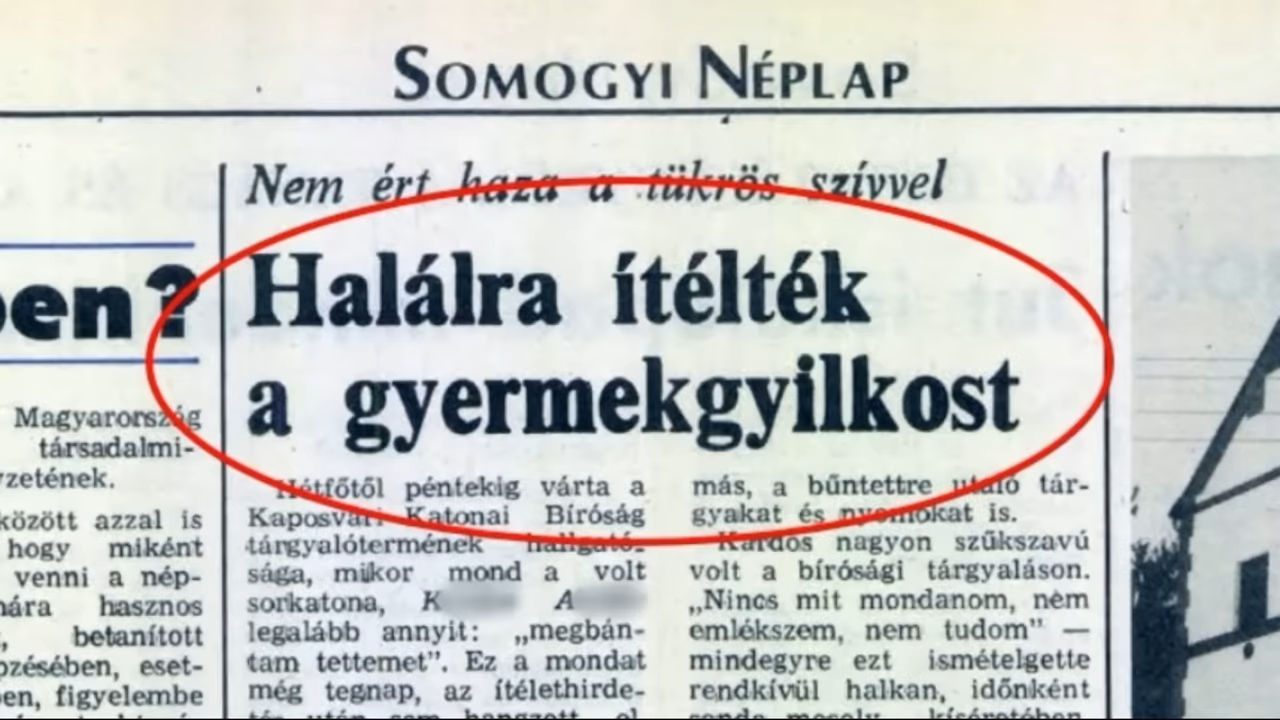 SOMOGYI NÉPLAP
ben?
Magyarország
társadalmi-
zetének.
között azzal is
hogy miként
venni a nép-
ára hasznos
betanított
pzésében, eset-
en, figyelembe
Nem ért haza a tükrös szívvel
Halálra ítélték
a gyermekgyilkost
Hétfőtől péntekig várta a
Kaposvári Katonai Bíróság
tárgyalótermének hallgató-
sága, mikor mond a volt
sorkatona, K A
legalább annyit: „megbán-
tam tettemet”. Ez a mondat
még tegnap, az ítélethirde-
tés után sem hangzott el
más, a bűntettre utaló tár-
gyakat és nyomokat is.
Kardos nagyon szűkszavú
volt a bírósági tárgyaláson.
„Nincs mit mondanom, nem
emlékszem, nem tudom” —
mindegyre ezt ismételgette
rendkívül halkan, időnként
kíséretében